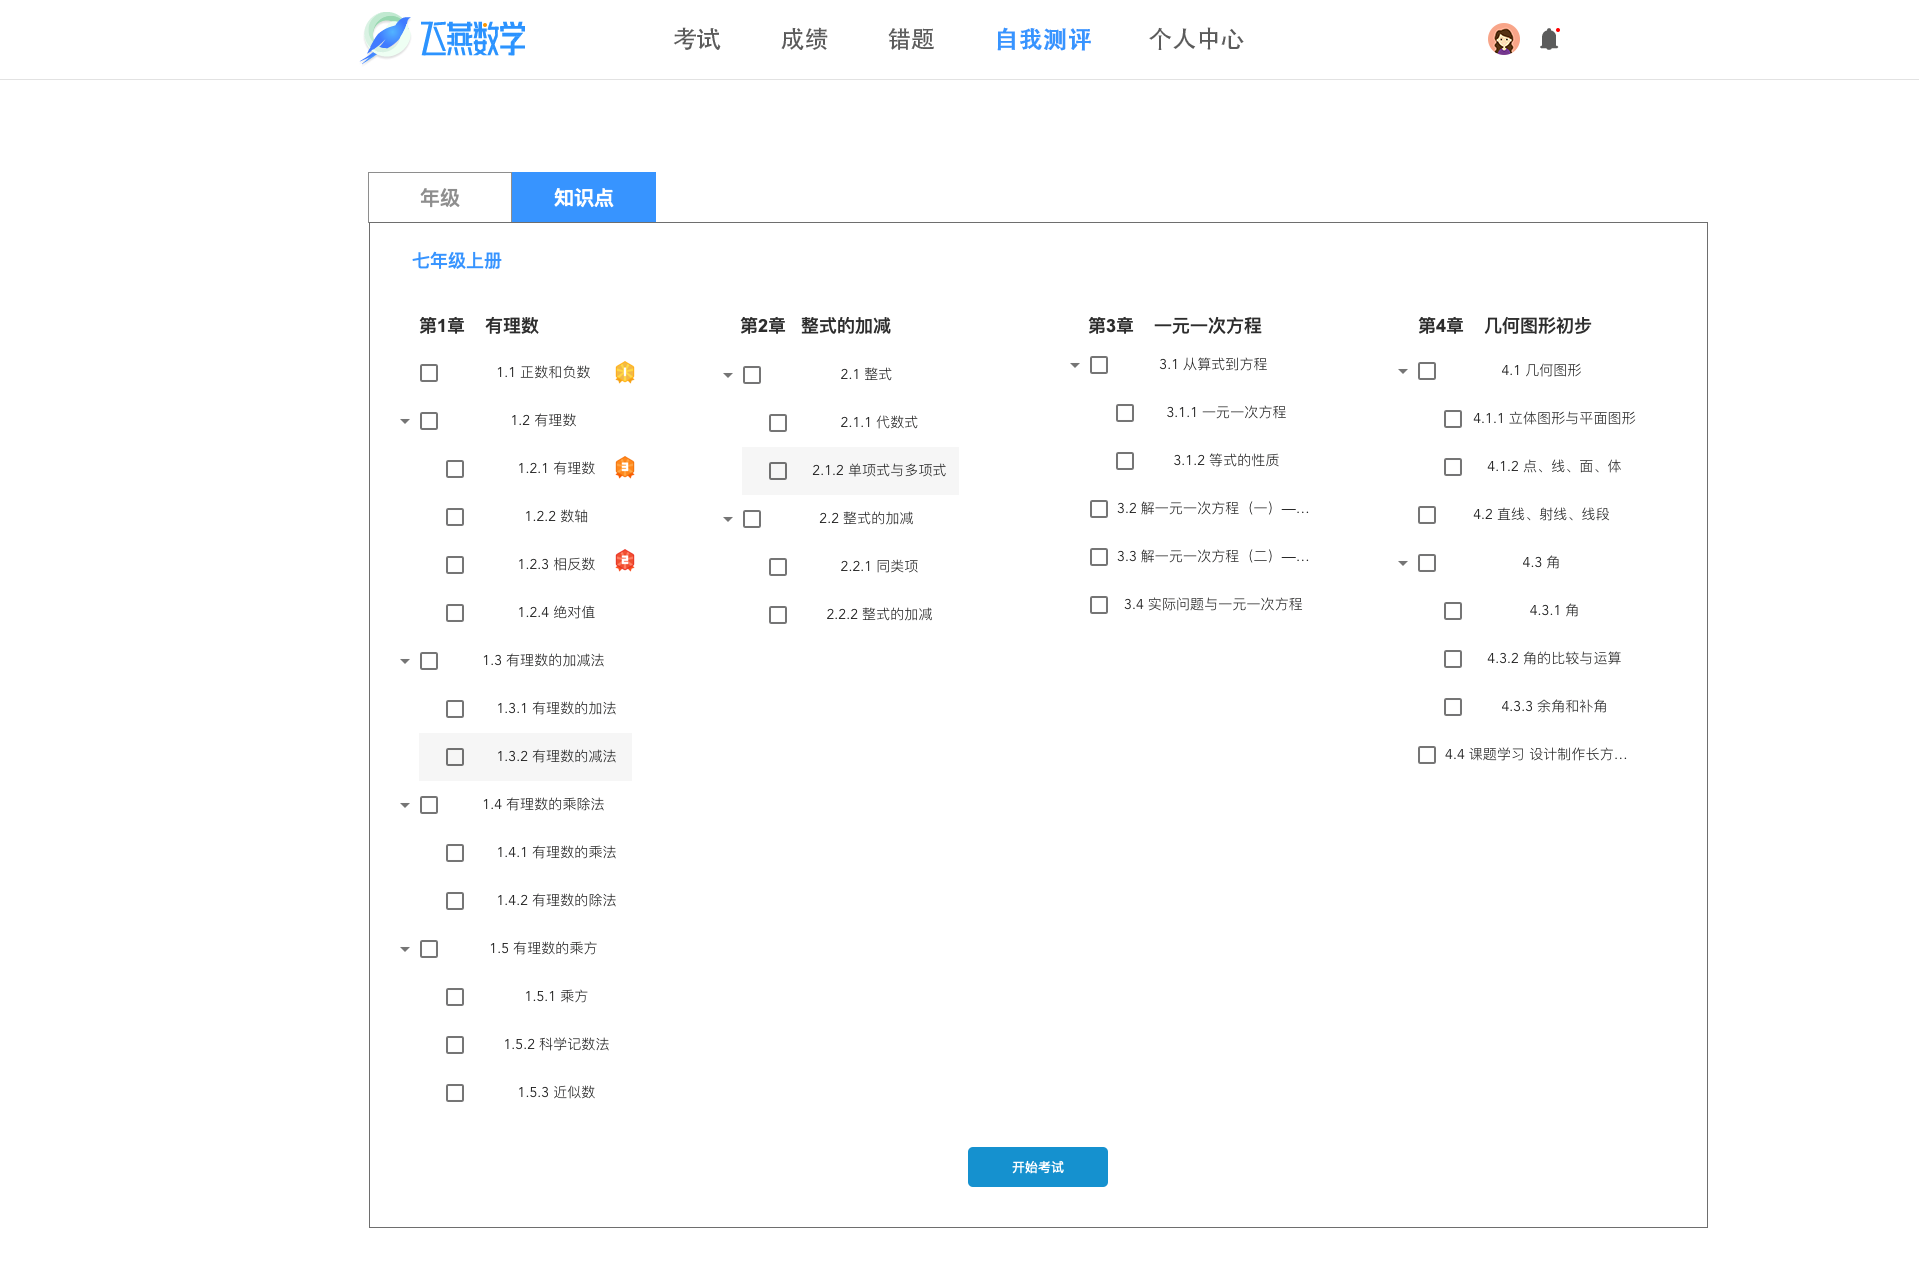 飞燕数学
考试 成绩 错题 自我测评 个人中心
年级 知识点
七年级上册
第1章 有理数
1.1 正数和负数 1
1.2 有理数
1.2.1 有理数 3
1.2.2 数轴
1.2.3 相反数 2
1.2.4 绝对值
1.3 有理数的加减法
1.3.1 有理数的加法
1.3.2 有理数的减法
1.4 有理数的乘除法
1.4.1 有理数的乘法
1.4.2 有理数的除法
1.5 有理数的乘方
1.5.1 乘方
1.5.2 科学记数法
1.5.3 近似数
第2章 整式的加减
2.1 整式
2.1.1 代数式
2.1.2 单项式与多项式
2.2 整式的加减
2.2.1 同类项
2.2.2 整式的加减
第3章 一元一次方程
3.1 从算式到方程
3.1.1 一元一次方程
3.1.2 等式的性质
3.2 解一元一次方程（一）—...
3.3 解一元一次方程（二）—...
3.4 实际问题与一元一次方程
第4章 几何图形初步
4.1 几何图形
4.1.1 立体图形与平面图形
4.1.2 点、线、面、体
4.2 直线、射线、线段
4.3 角
4.3.1 角
4.3.2 角的比较与运算
4.3.3 余角和补角
4.4 课题学习 设计制作长方...
开始考试